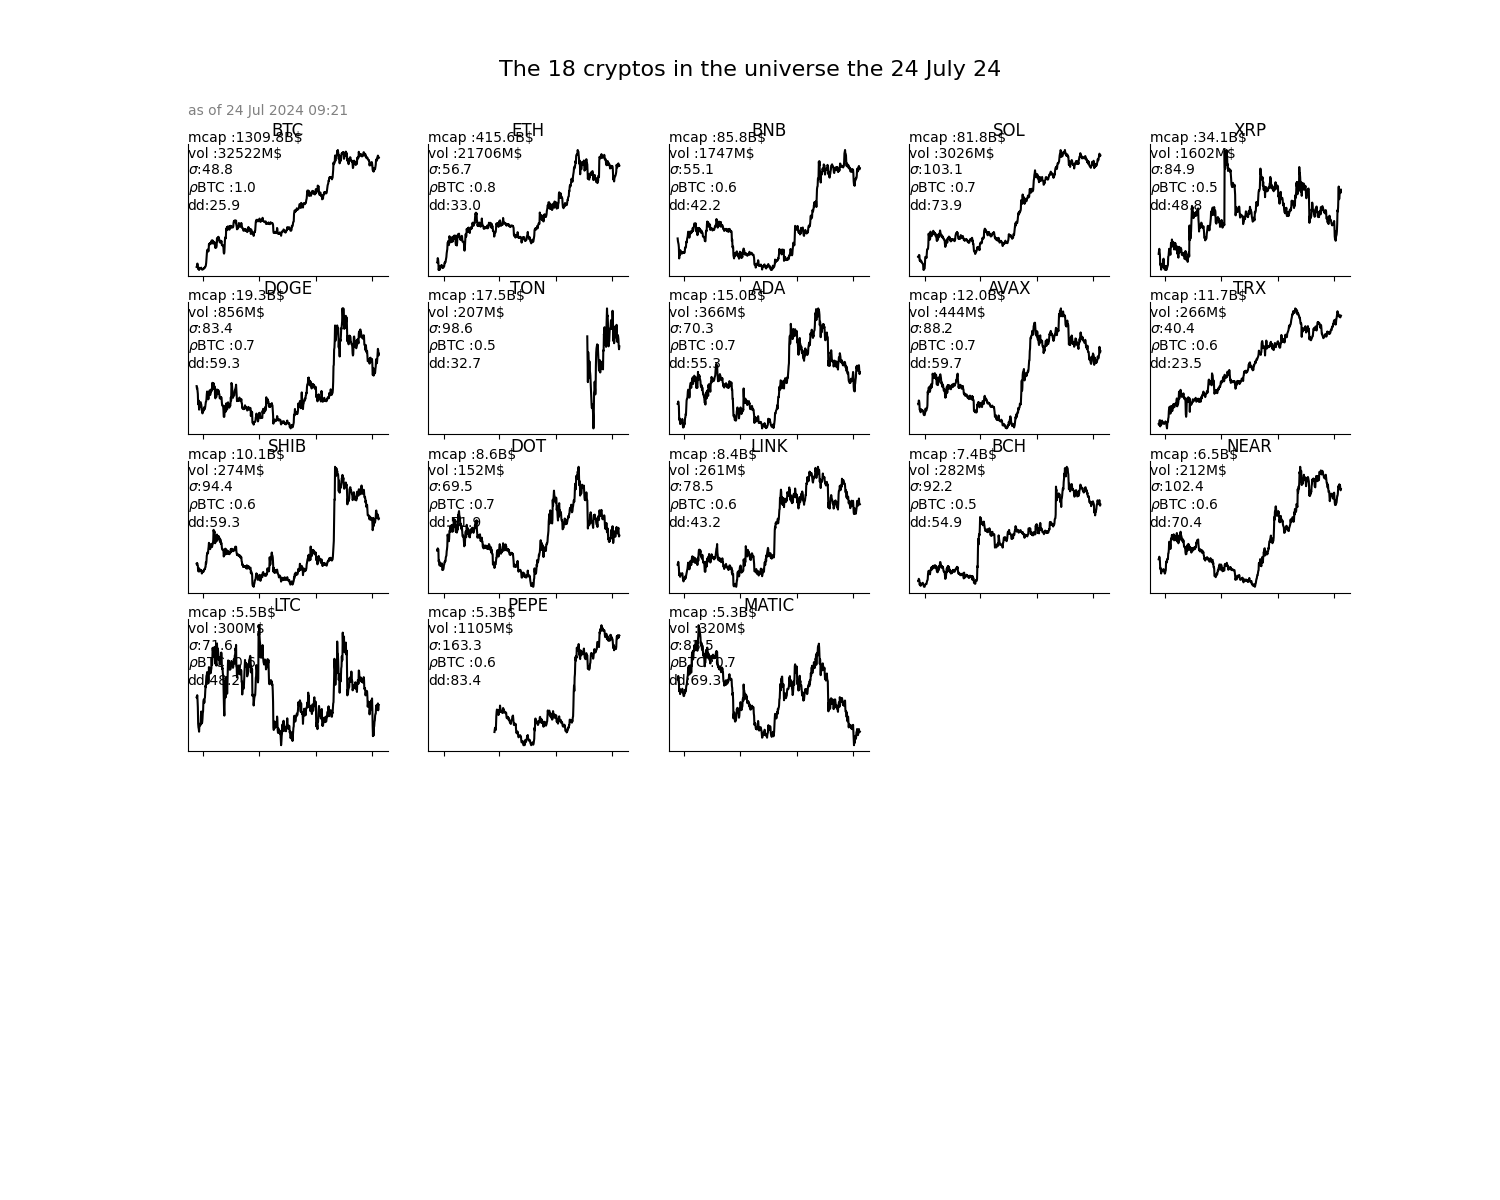 The 18 cryptos in the universe the 24 July 24
as of 24 Jul 2024 09:21
BTC
mcap :1309.8B$
vol :32522M$
σ:48.8
ρBTC :1.0
dd:25.9
ETH
mcap :415.6B$
vol :21706M$
σ:56.7
ρBTC :0.8
dd:33.0
BNB
mcap :85.8B$
vol :1747M$
σ:55.1
ρBTC :0.6
dd:42.2
SOL
mcap :81.8B$
vol :3026M$
σ:103.1
ρBTC :0.7
dd:73.9
XRP
mcap :34.1B$
vol :1602M$
σ:84.9
ρBTC :0.5
dd:48.8
DOGE
mcap :19.3B$
vol :856M$
σ:83.4
ρBTC :0.7
dd:59.3
TON
mcap :17.5B$
vol :207M$
σ:98.6
ρBTC :0.5
dd:32.7
ADA
mcap :15.0B$
vol :366M$
σ:70.3
ρBTC :0.7
dd:55.3
AVAX
mcap :12.0B$
vol :444M$
σ:88.2
ρBTC :0.7
dd:59.7
TRX
mcap :11.7B$
vol :266M$
σ:40.4
ρBTC :0.6
dd:23.5
SHIB
mcap :10.1B$
vol :274M$
σ:94.4
ρBTC :0.6
dd:59.3
DOT
mcap :8.6B$
vol :152M$
σ:69.5
ρBTC :0.7
LINK
mcap :8.4B$
vol :261M$
σ:78.5
ρBTC :0.6
dd:43.2
BCH
mcap :7.4B$
vol :282M$
σ:92.2
ρBTC :0.5
dd:54.9
NEAR
mcap :6.5B$
vol :212M$
σ:102.4
ρBTC :0.6
dd:70.4
LTC
mcap :5.5B$
vol :300M$
σ:71.6
ρBTC :0.6
dd:48.2
PEPE
mcap :5.3B$
vol :1105M$
σ:163.3
ρBTC :0.6
dd:83.4
MATIC
mcap :5.3B$
vol :320M$
ρBTC :0.7
dd:69.3